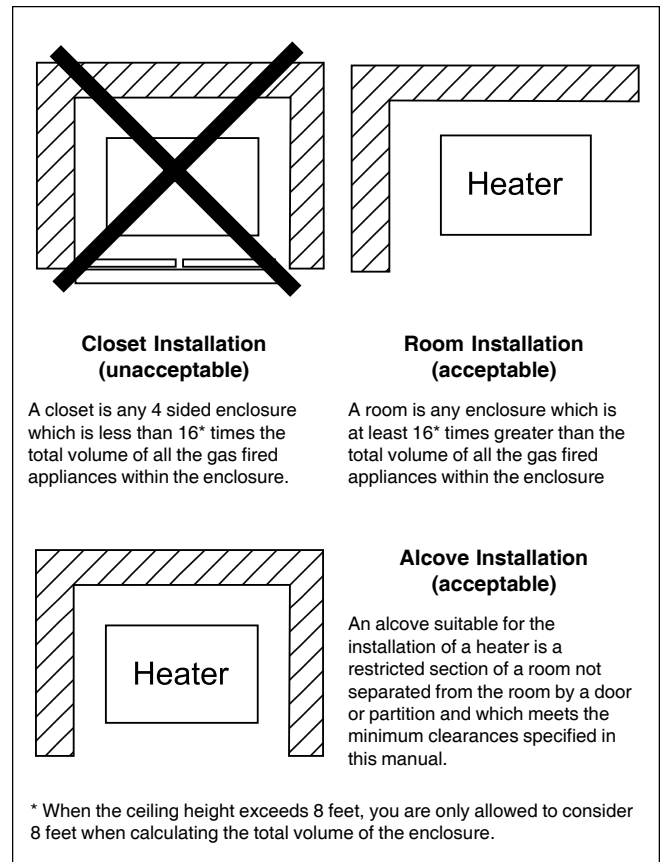 Heater
Closet Installation
(unacceptable)
A closet is any 4 sided enclosure
which is less than 16* times the
total volume of all the gas fired
appliances within the enclosure.
Room Installation
(acceptable)
A room is any enclosure which is
at least 16* times greater than the
total volume of all the gas fired
appliances within the enclosure
Heater
Alcove Installation
(acceptable)
An alcove suitable for the
installation of a heater is a
restricted section of a room not
separated from the room by a door
or partition and which meets the
minimum clearances specified in
this manual.
* When the ceiling height exceeds 8 feet, you are only allowed to consider
8 feet when calculating the total volume of the enclosure.